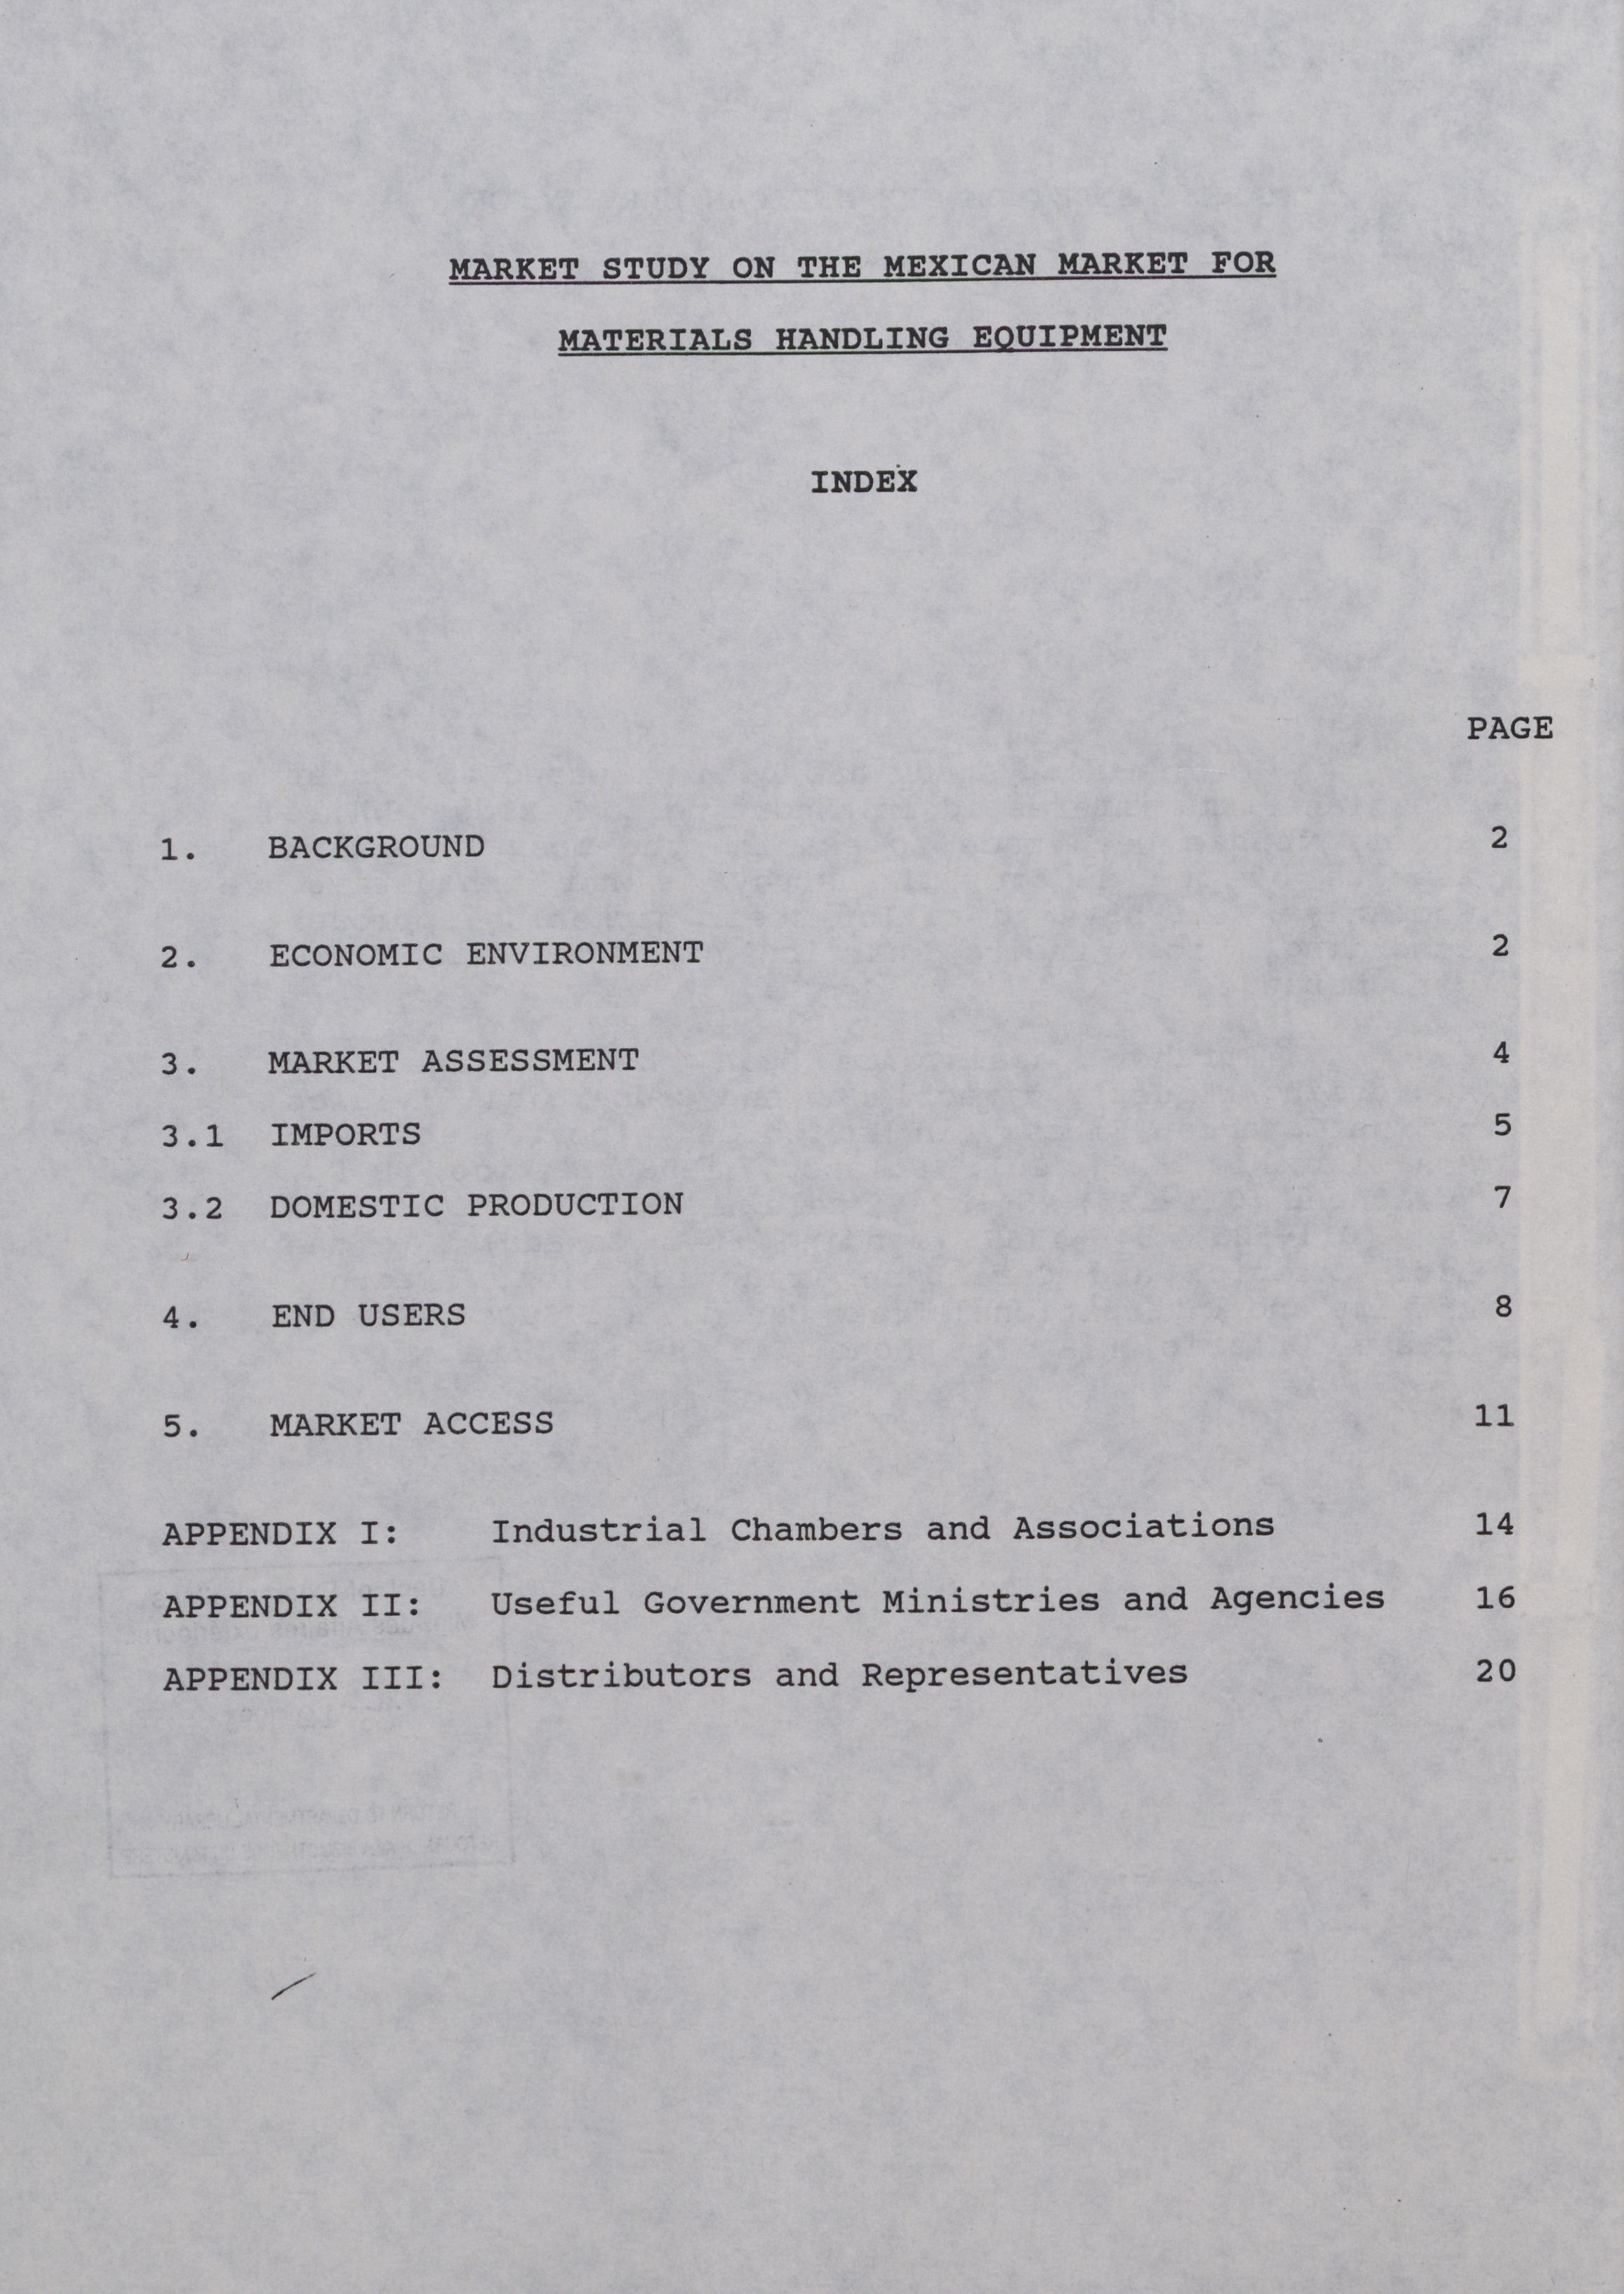 MARKET STUDY ON THE MEXICAN MARKET FOR
MATERIALS HANDLING EQUIPMENT
INDEX
PAGE
1. BACKGROUND 2
2. ECONOMIC ENVIRONMENT 2
3. MARKET ASSESSMENT 4
3.1 IMPORTS 5
3.2 DOMESTIC PRODUCTION 7
4. END USERS 8
5. MARKET ACCESS 11
APPENDIX I: Industrial Chambers and Associations 14
APPENDIX II: Useful Government Ministries and Agencies 16
APPENDIX III: Distributors and Representatives 20